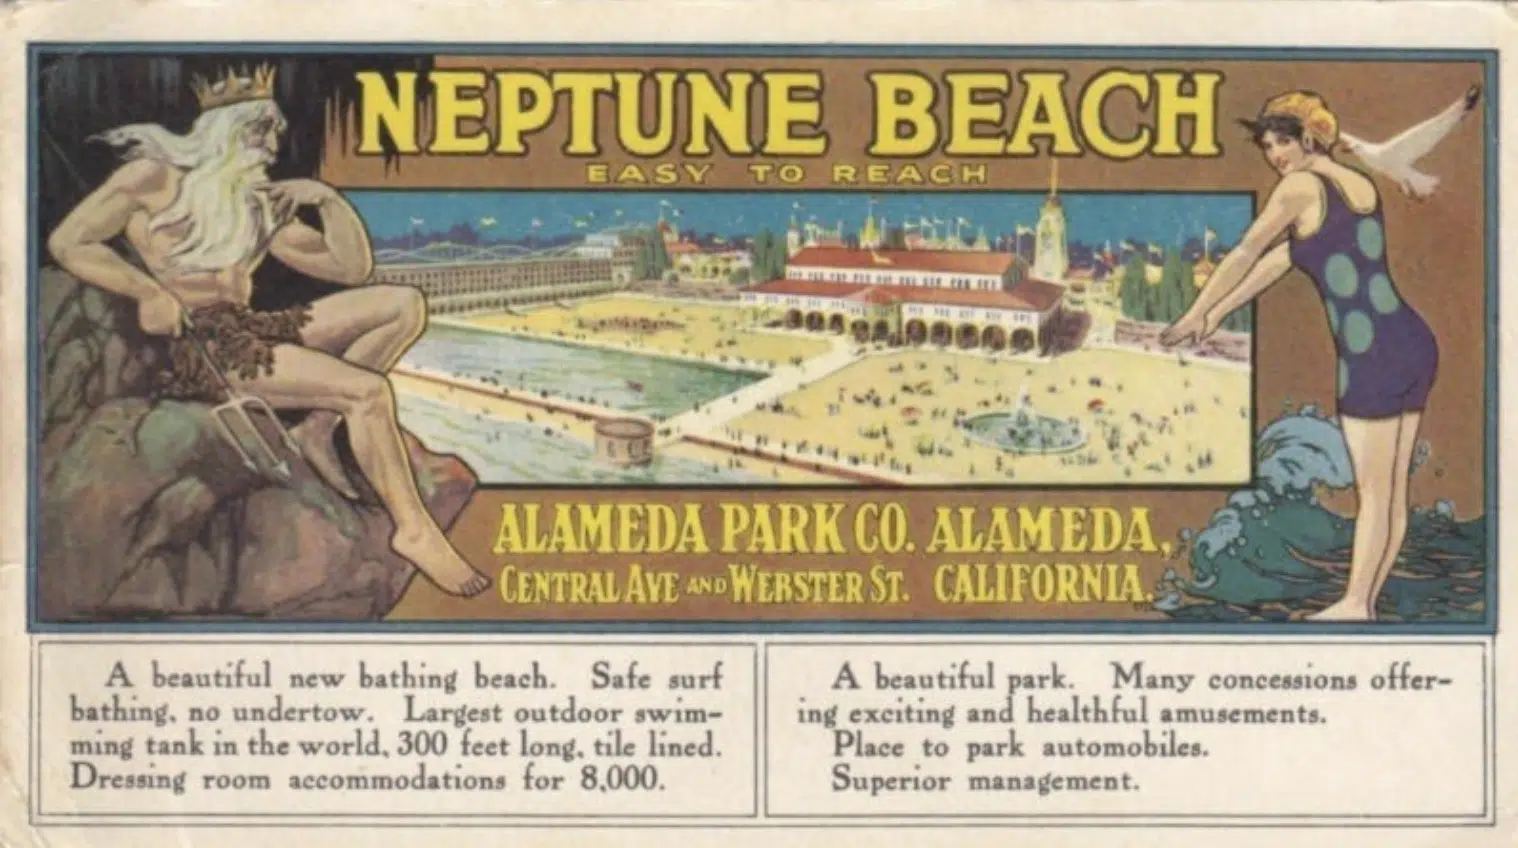 NEPTUNE BEACH
EASY TO REACH
ALAMEDA PARK CO. ALAMEDA,
CENTRAL AVE AND WEBSTER ST. CALIFORNIA.
A beautiful new bathing beach. Safe surf
bathing, no undertow. Largest outdoor swim-
ming tank in the world, 300 feet long, tile lined.
Dressing room accommodations for 8,000.
A beautiful park. Many concessions offer-
ing exciting and healthful amusements.
Place to park automobiles.
Superior management.